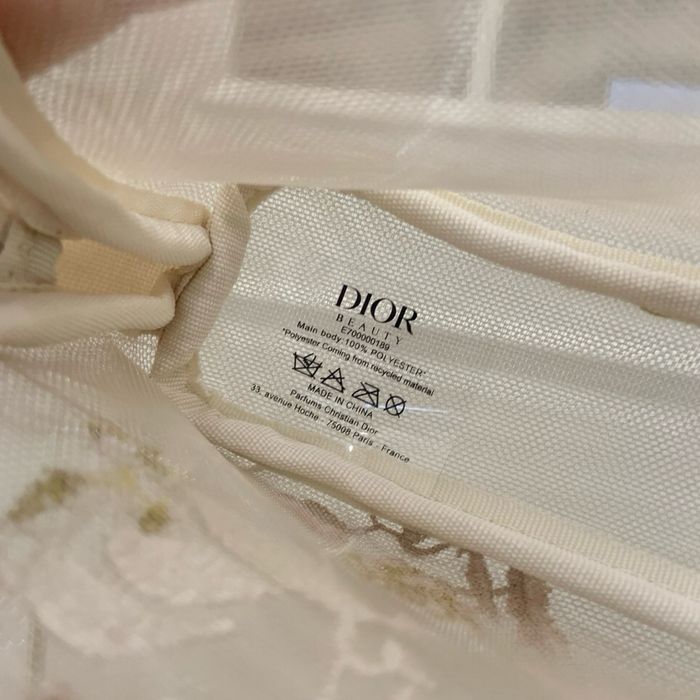 DIOR
BEAUTY
E700000189
Main body: 100% POLYESTER*
*Polyester Coming from recycled material
MADE IN CHINA
Parfums Christian Dior
33, avenue Hoche - 75008 Paris - France